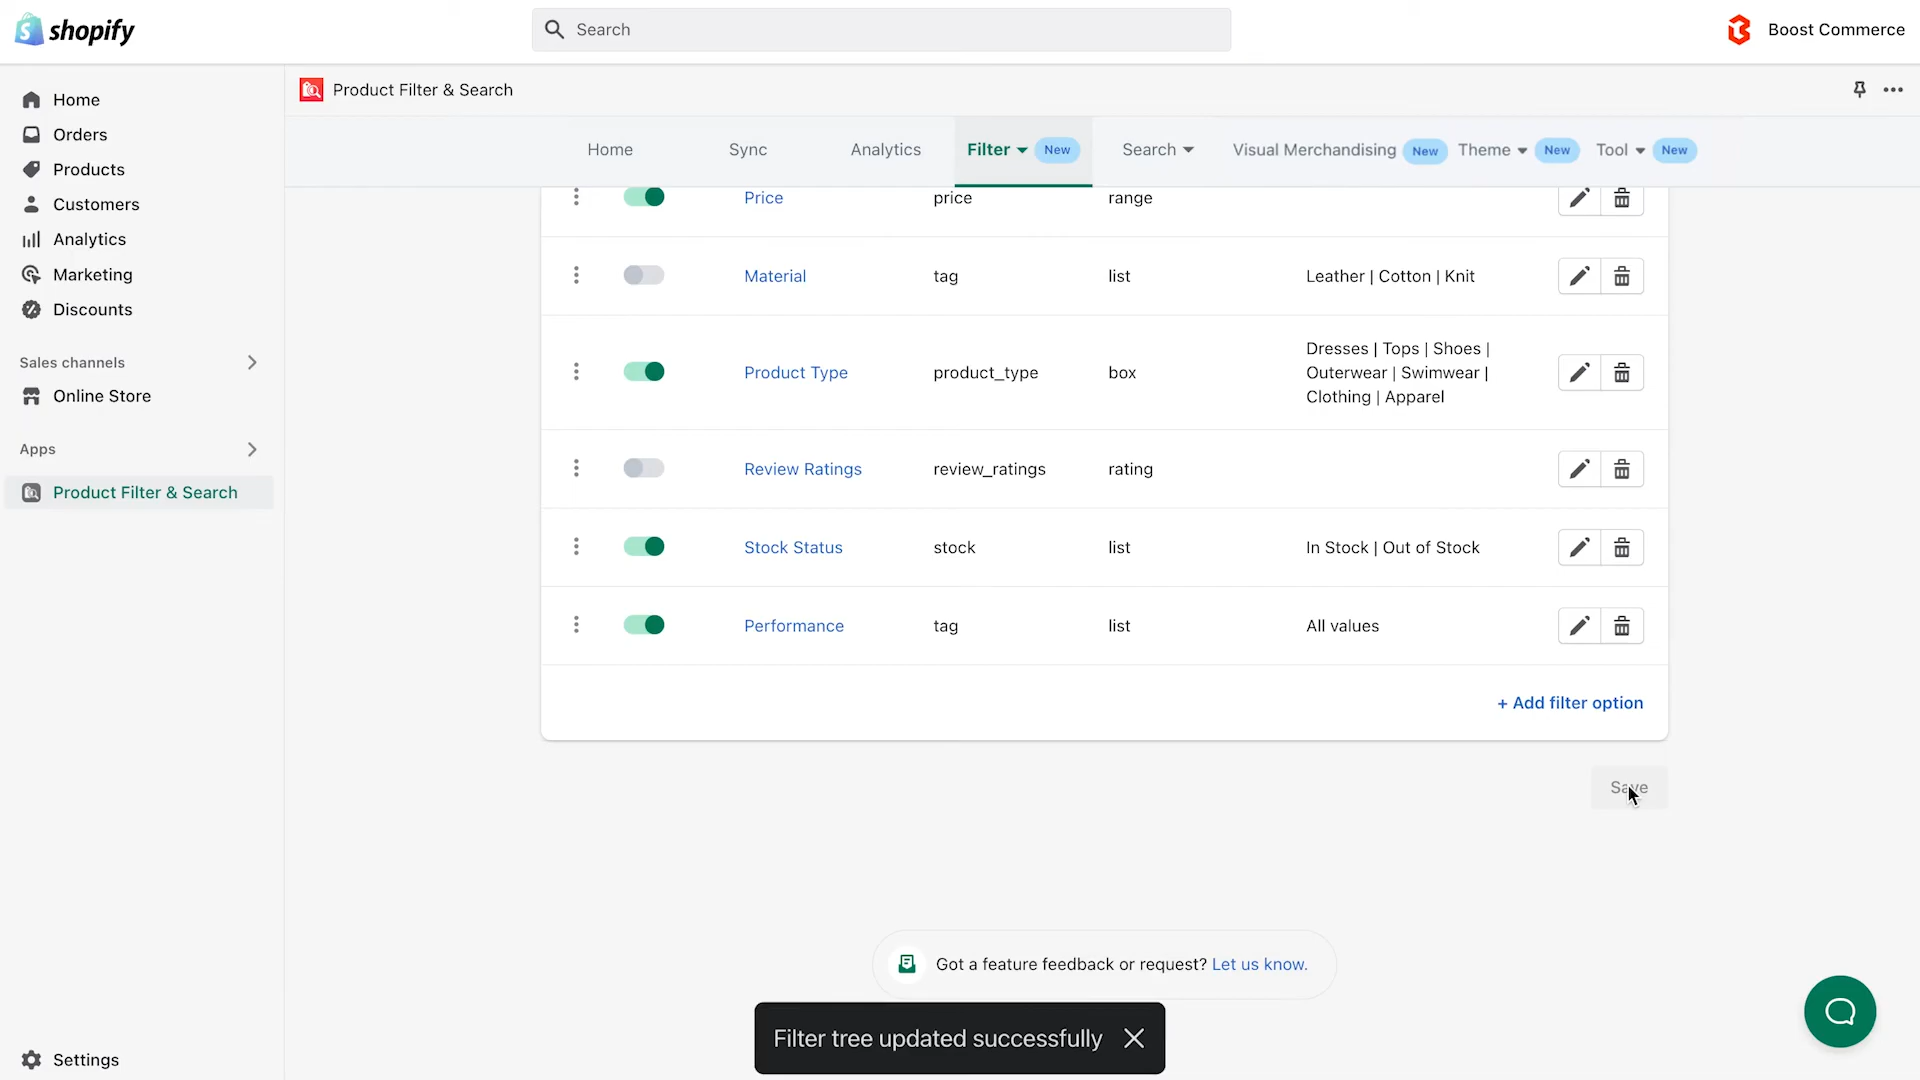 shopify
Search
Boost Commerce
Product Filter & Search
Home
Orders
Products
Customers
Analytics
Marketing
Discounts
Sales channels
Online Store
Apps
Product Filter & Search
Settings
Home Sync Analytics Filter New Search Visual Merchandising New Theme New Tool New
Price price range
Material tag list Leather | Cotton | Knit
Product Type product_type box Dresses | Tops | Shoes |
Outerwear | Swimwear |
Clothing | Apparel
Review Ratings review_ratings rating
Stock Status stock list In Stock | Out of Stock
Performance tag list All values
+ Add filter option
Save
Got a feature feedback or request? Let us know.
Filter tree updated successfully